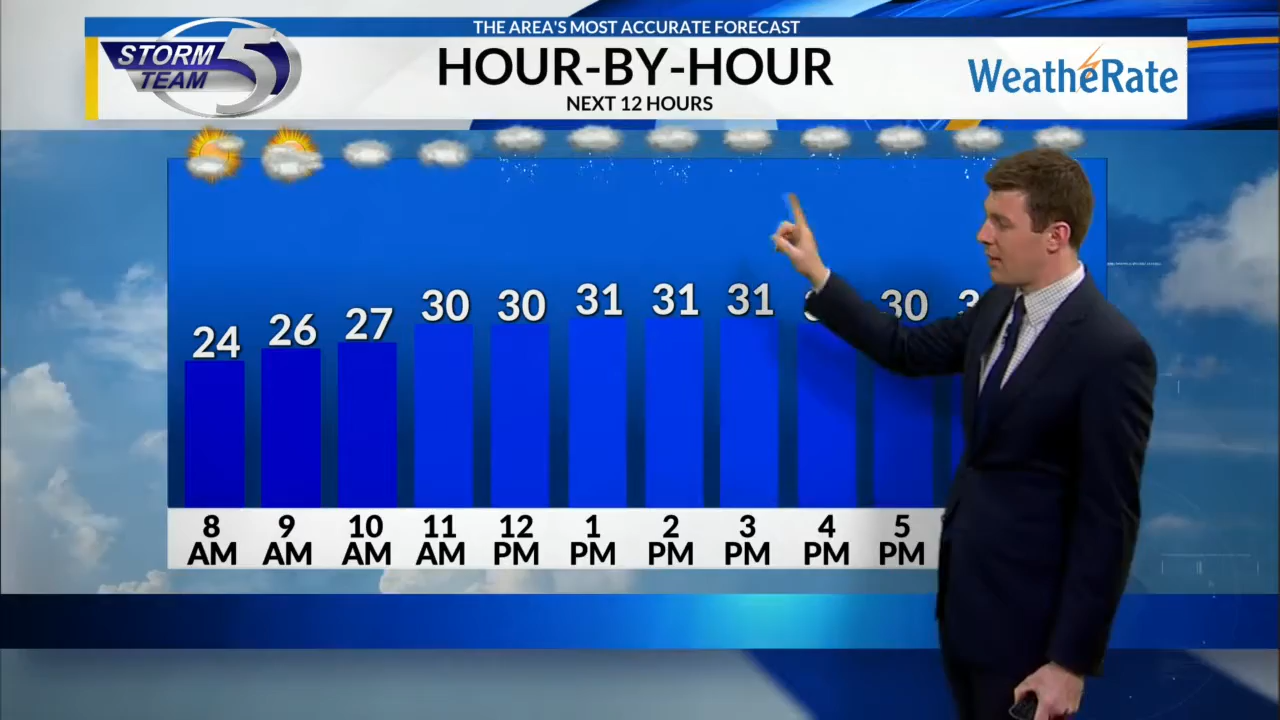 THE AREA'S MOST ACCURATE FORECAST
STORM TEAM 5
HOUR-BY-HOUR
WeatheRate
NEXT 12 HOURS
24 26 27 30 30 31 31 31 30
8 AM 9 AM 10 AM 11 AM 12 PM 1 PM 2 PM 3 PM 4 PM 5 PM